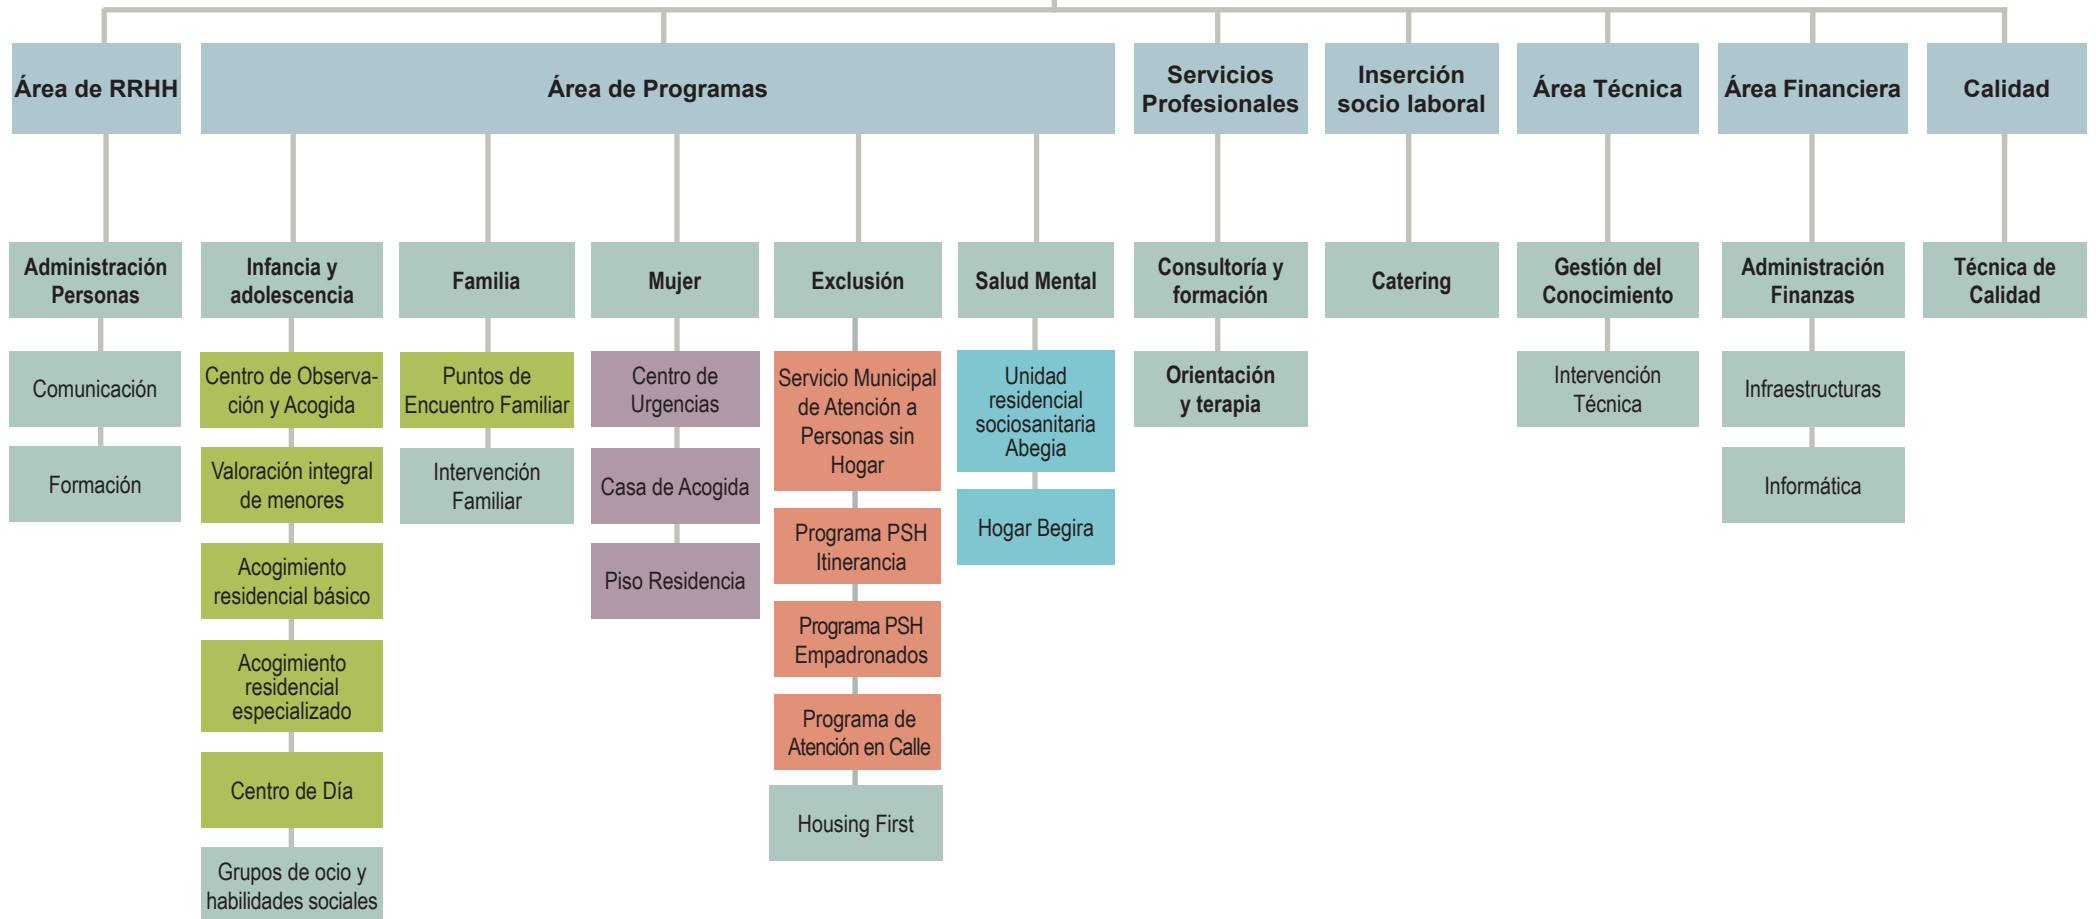 Área de RRHH
Área de Programas
Servicios
Profesionales
Inserción
socio laboral
Área Técnica
Área Financiera
Calidad
Administración
Personas
Infancia y
adolescencia
Familia
Mujer
Exclusión
Salud Mental
Consultoría y
formación
Catering
Gestión del
Conocimiento
Administración
Finanzas
Técnica de
Calidad
Comunicación
Formación
Centro de Observa-
ción y Acogida
Valoración integral
de menores
Acogimiento
residencial básico
Acogimiento
residencial
especializado
Centro de Día
Grupos de ocio y
habilidades sociales
Puntos de
Encuentro Familiar
Intervención
Familiar
Centro de
Urgencias
Casa de Acogida
Piso Residencia
Servicio Municipal
de Atención a
Personas sin
Hogar
Programa PSH
Itinerancia
Programa PSH
Empadronados
Programa de
Atención en Calle
Housing First
Unidad
residencial
sociosanitaria
Abegia
Hogar Begira
Orientación
y terapia
Intervención
Técnica
Infraestructuras
Informática